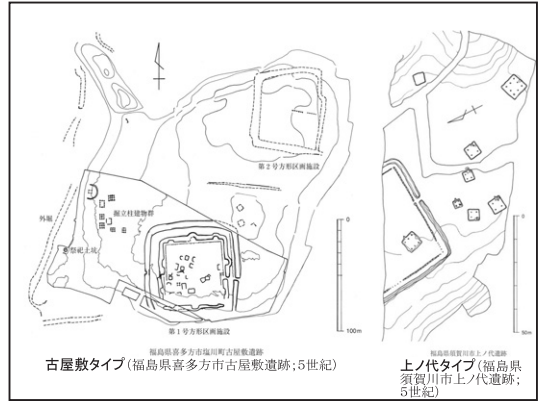 第2号方形区画施設
掘立柱建物群
外堀
祭祀土坑
第1号方形区画施設
0
100m
0
50m
福島県喜多方市塩川町古屋敷遺跡
古屋敷タイプ(福島県喜多方市古屋敷遺跡;5世紀)
福島県須賀川市上ノ代遺跡
上ノ代タイプ(福島県
須賀川市上ノ代遺跡;
5世紀)